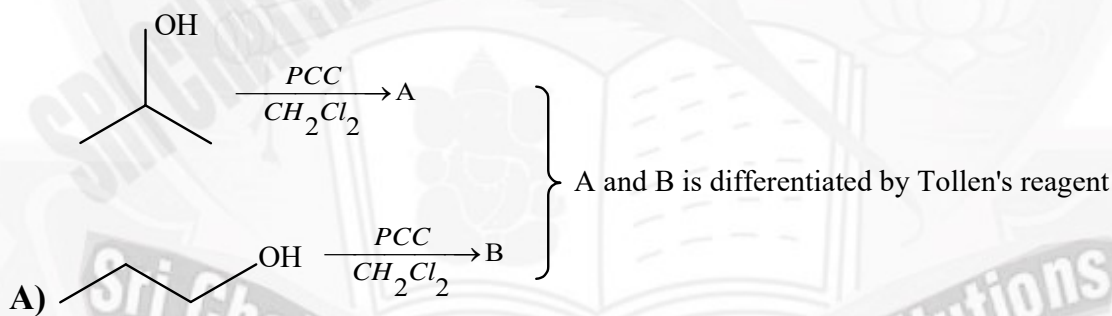 OH
PCC
CH2Cl2
A
A and B is differentiated by Tollen's reagent
OH
PCC
CH2Cl2
B
A)